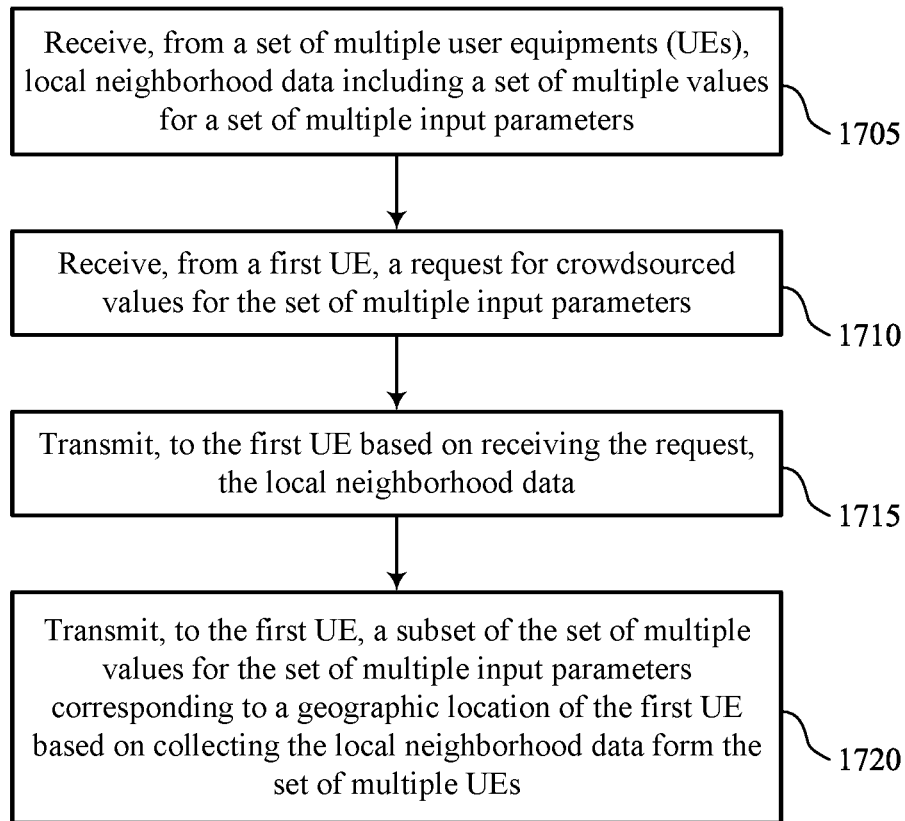 Receive, from a set of multiple user equipments (UEs),
local neighborhood data including a set of multiple values
for a set of multiple input parameters
1705
Receive, from a first UE, a request for crowdsourced
values for the set of multiple input parameters
1710
Transmit, to the first UE based on receiving the request,
the local neighborhood data
1715
Transmit, to the first UE, a subset of the set of multiple
values for the set of multiple input parameters
corresponding to a geographic location of the first UE
based on collecting the local neighborhood data form the
set of multiple UEs
1720